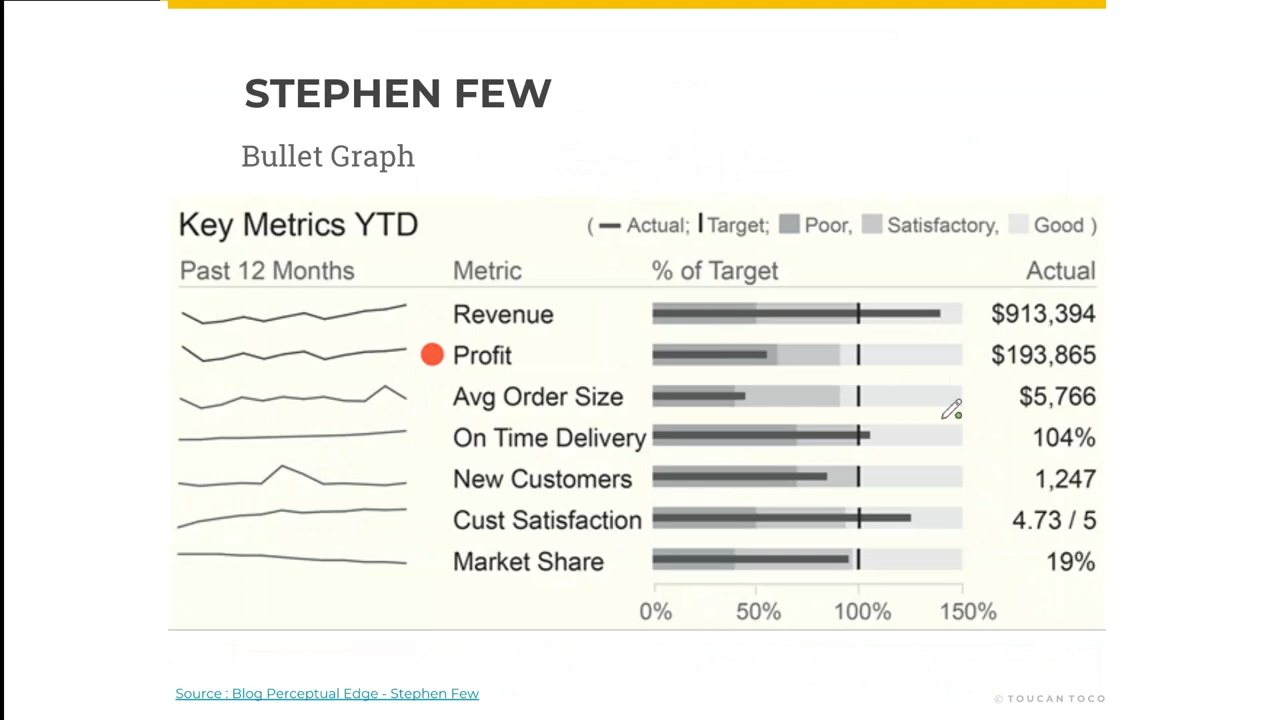 STEPHEN FEW
Bullet Graph
Key Metrics YTD
( Actual; Target; Poor, Satisfactory, Good )
Past 12 Months Metric % of Target Actual
Revenue $913,394
Profit $193,865
Avg Order Size $5,766
On Time Delivery 104%
New Customers 1,247
Cust Satisfaction 4.73 / 5
Market Share 19%
0% 50% 100% 150%
Source : Blog Perceptual Edge - Stephen Few
© TOUCAN TOCO